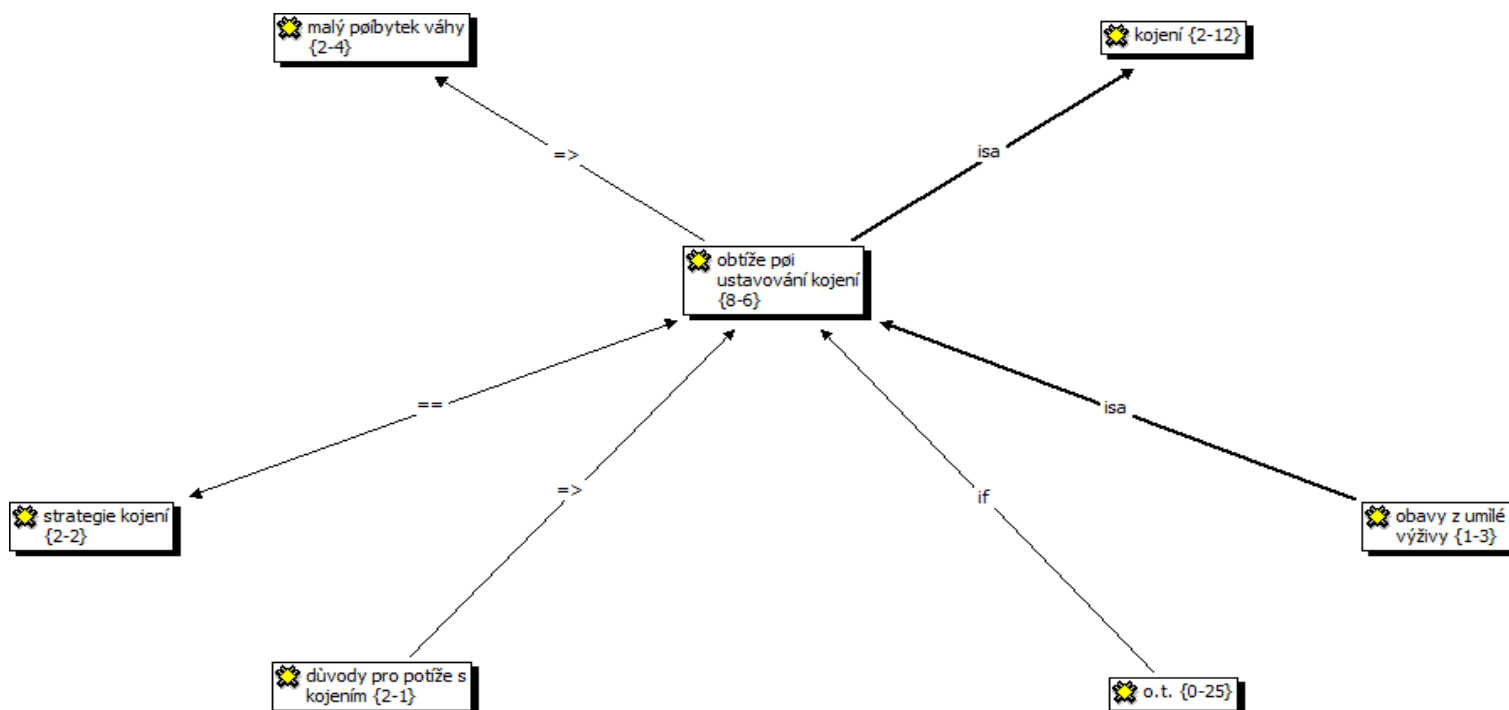 malý pøíbytek váhy
{2-4}
kojení {2-12}
=>
isa
obtíže pøi
ustavování kojení
{8-6}
==
isa
=>
if
strategie kojení
{2-2}
obavy z umilé
výživy {1-3}
dùvody pro potíže s
kojením {2-1}
o.t. {0-25}